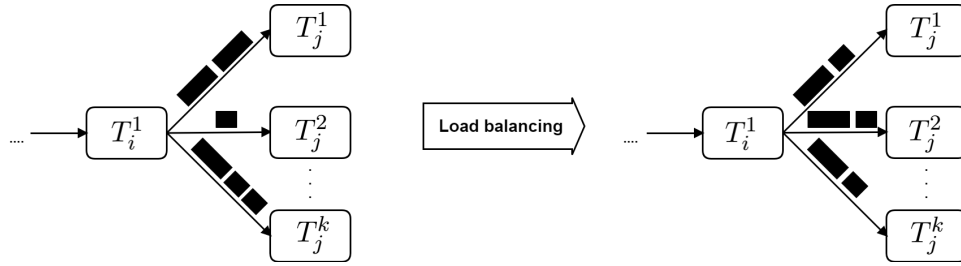 T_j^1
.... T_i^1 T_j^2
.
.
.
T_j^k
Load balancing
T_j^1
.... T_i^1 T_j^2
.
.
.
T_j^k